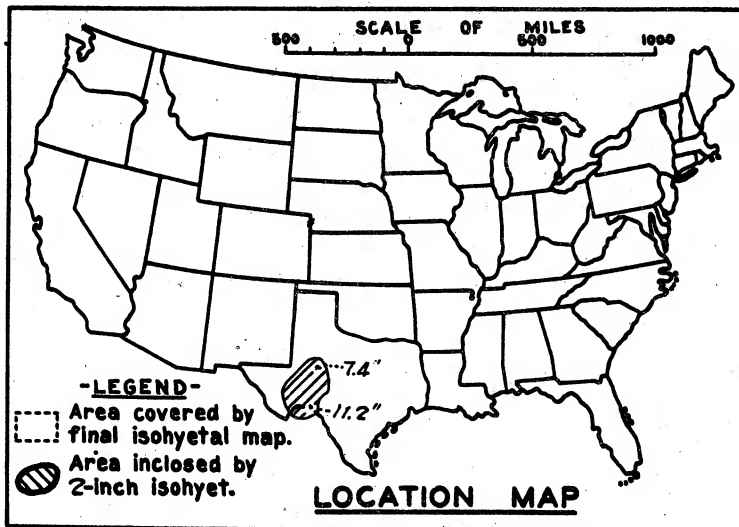 SCALE OF MILES
500 0 500 1000
7.4"
11.2"
-LEGEND-
Area covered by
final isohyetal map.
Area inclosed by
2-inch isohyet.
LOCATION MAP